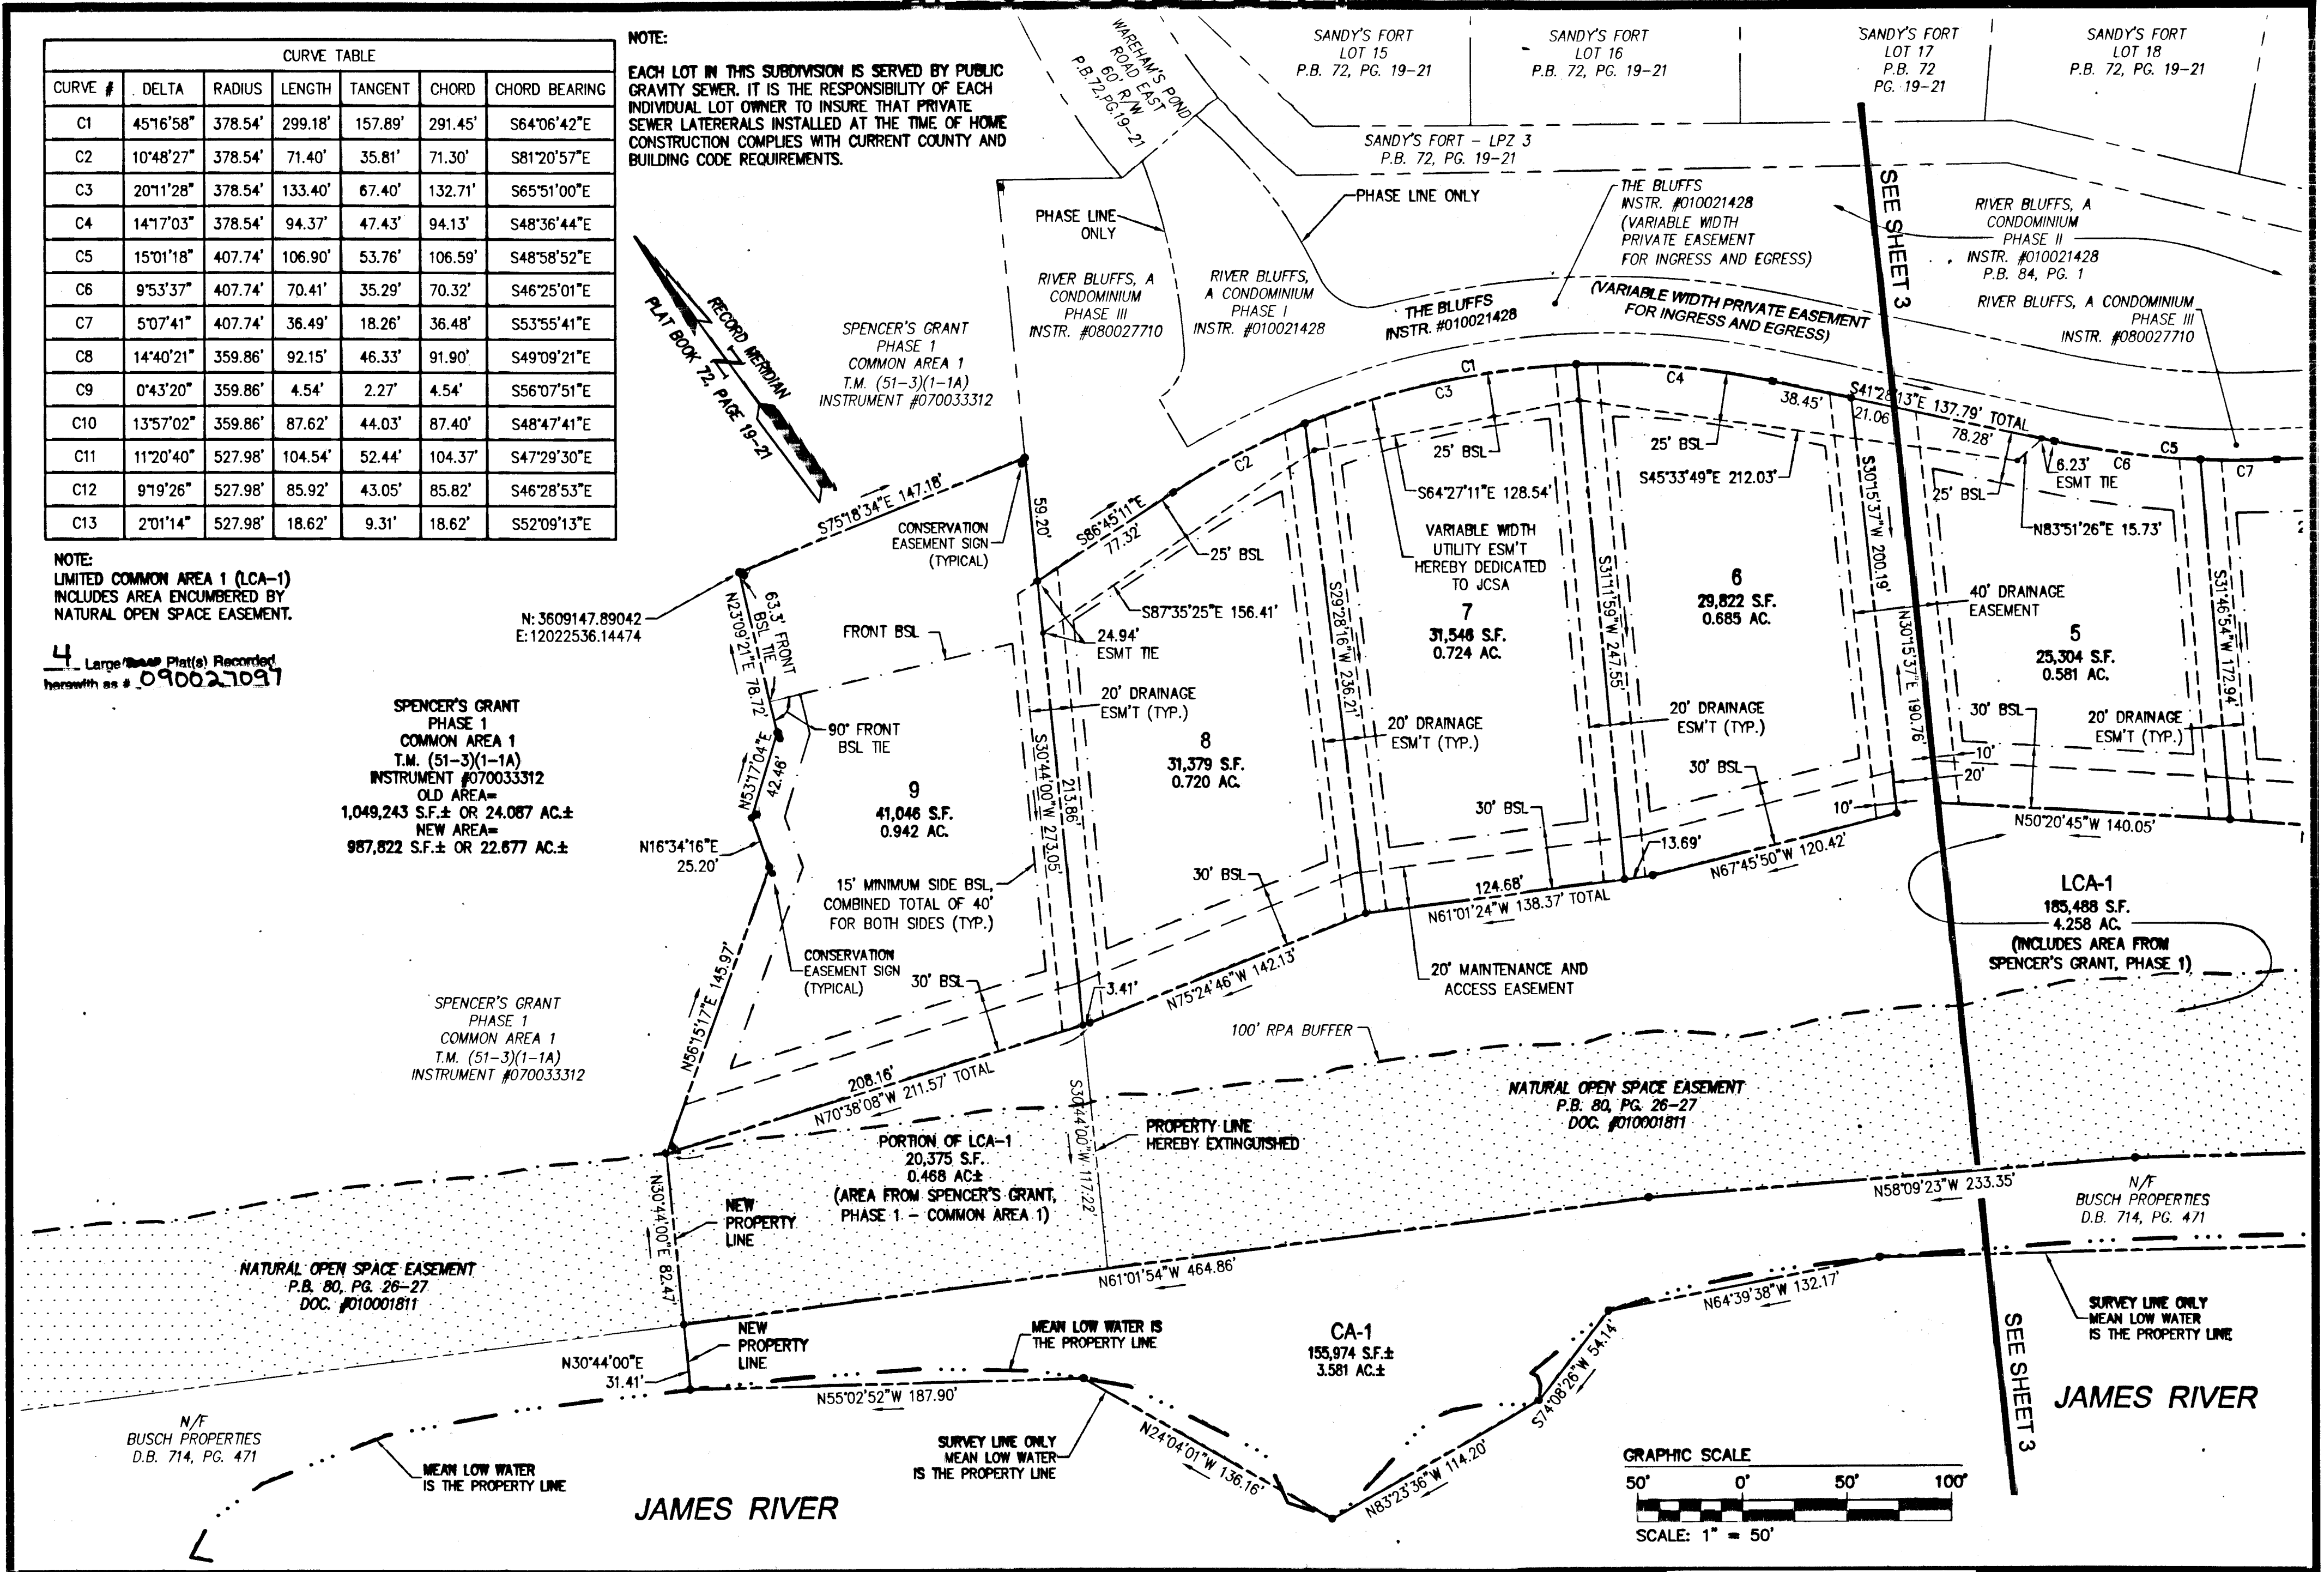 CURVE TABLE
CURVE # DELTA RADIUS LENGTH TANGENT CHORD CHORD BEARING
C1 45°16'58" 378.54' 299.18' 157.89' 291.45' S64°06'42"E
C2 10°48'27" 378.54' 71.40' 35.81' 71.30' S81°20'57"E
C3 20°11'28" 378.54' 133.40' 67.40' 132.71' S65°51'00"E
C4 14°17'03" 378.54' 94.37' 47.43' 94.13' S48°36'44"E
C5 15°01'18" 407.74' 106.90' 53.76' 106.59' S48°58'52"E
C6 9°53'37" 407.74' 70.41' 35.29' 70.32' S46°25'01"E
C7 5°07'41" 407.74' 36.49' 18.26' 36.48' S53°55'41"E
C8 14°40'21" 359.86' 92.15' 46.33' 91.90' S49°09'21"E
C9 0°43'20" 359.86' 4.54' 2.27' 4.54' S56°07'51"E
C10 13°57'02" 359.86' 87.62' 44.03' 87.40' S48°47'41"E
C11 11°20'40" 527.98' 104.54' 52.44' 104.37' S47°29'30"E
C12 9°19'26" 527.98' 85.92' 43.05' 85.82' S46°28'53"E
C13 2°01'14" 527.98' 18.62' 9.31' 18.62' S52°09'13"E
NOTE:
LIMITED COMMON AREA 1 (LCA-1)
INCLUDES AREA ENCUMBERED BY
NATURAL OPEN SPACE EASEMENT.
4 Large Plat(s) Recorded
herewith as # 090027097
NOTE:
EACH LOT IN THIS SUBDIVISION IS SERVED BY PUBLIC
GRAVITY SEWER. IT IS THE RESPONSIBILITY OF EACH
INDIVIDUAL LOT OWNER TO INSURE THAT PRIVATE
SEWER LATERERALS INSTALLED AT THE TIME OF HOME
CONSTRUCTION COMPLIES WITH CURRENT COUNTY AND
BUILDING CODE REQUIREMENTS.
RECORD MERIDIAN
PLAT BOOK 72, PAGE 19-21
WAREHAM'S POND
ROAD EAST
60' R/W
P.B.72,PG.19-21
SANDY'S FORT
LOT 15
P.B. 72, PG. 19-21
SANDY'S FORT
LOT 16
P.B. 72, PG. 19-21
SANDY'S FORT
LOT 17
P.B. 72
PG. 19-21
SANDY'S FORT
LOT 18
P.B. 72, PG. 19-21
SANDY'S FORT - LPZ 3
P.B. 72, PG. 19-21
PHASE LINE
ONLY
PHASE LINE ONLY
THE BLUFFS
INSTR. #010021428
(VARIABLE WIDTH
PRIVATE EASEMENT
FOR INGRESS AND EGRESS)
SEE SHEET 3
RIVER BLUFFS, A
CONDOMINIUM
PHASE II
INSTR. #010021428
P.B. 84, PG. 1
RIVER BLUFFS, A CONDOMINIUM
PHASE III
INSTR. #080027710
SPENCER'S GRANT
PHASE 1
COMMON AREA 1
T.M. (51-3)(1-1A)
INSTRUMENT #070033312
RIVER BLUFFS, A
CONDOMINIUM
PHASE III
INSTR. #080027710
RIVER BLUFFS,
A CONDOMINIUM
PHASE I
INSTR. #010021428
THE BLUFFS
INSTR. #010021428
(VARIABLE WIDTH PRIVATE EASEMENT
FOR INGRESS AND EGRESS)
C1
C3
C4
C2
38.45'
S41°28'13"E 137.79' TOTAL
21.06'
78.28'
6.23'
ESMT TIE
C6
C5
C7
N83°51'26"E 15.73'
25' BSL
25' BSL
25' BSL
25' BSL
S75°18'34"E 147.18'
CONSERVATION
EASEMENT SIGN
(TYPICAL)
59.20'
S86°45'11"E
77.32'
S64°27'11"E 128.54'
S45°33'49"E 212.03'
VARIABLE WIDTH
UTILITY ESM'T
HEREBY DEDICATED
TO JCSA
S87°35'25"E 156.41'
24.94'
ESMT TIE
N: 3609147.89042
E:12022536.14474
N23°09'21"E 78.72'
63.3' FRONT
BSL TIE
FRONT BSL
90° FRONT
BSL TIE
N53°17'04"E
42.46'
N16°34'16"E
25.20'
SPENCER'S GRANT
PHASE 1
COMMON AREA 1
T.M. (51-3)(1-1A)
INSTRUMENT #070033312
OLD AREA=
1,049,243 S.F.± OR 24.087 AC.±
NEW AREA=
987,822 S.F.± OR 22.677 AC.±
9
41,046 S.F.
0.942 AC.
8
31,379 S.F.
0.720 AC.
7
31,546 S.F.
0.724 AC.
6
29,822 S.F.
0.685 AC.
5
25,304 S.F.
0.581 AC.
20' DRAINAGE
ESM'T (TYP.)
20' DRAINAGE
ESM'T (TYP.)
20' DRAINAGE
ESM'T (TYP.)
20' DRAINAGE
ESM'T (TYP.)
40' DRAINAGE
EASEMENT
S30°44'00"W 273.05'
213.86'
S29°28'16"W 236.21'
S31°11'59"W 247.55'
S30°15'37"W 200.19'
N30°15'37"E 190.76'
S31°46'54"W 172.94'
10'
20'
10'
30' BSL
30' BSL
30' BSL
30' BSL
30' BSL
15' MINIMUM SIDE BSL,
COMBINED TOTAL OF 40'
FOR BOTH SIDES (TYP.)
CONSERVATION
EASEMENT SIGN
(TYPICAL)
N50°20'45"W 140.05'
N67°45'50"W 120.42'
13.69'
124.68'
N61°01'24"W 138.37' TOTAL
N75°24'46"W 142.13'
3.41'
208.16'
N70°38'08"W 211.57' TOTAL
N56°15'17"E 145.97'
20' MAINTENANCE AND
ACCESS EASEMENT
LCA-1
185,488 S.F.
4.258 AC.
(INCLUDES AREA FROM
SPENCER'S GRANT, PHASE 1)
SPENCER'S GRANT
PHASE 1
COMMON AREA 1
T.M. (51-3)(1-1A)
INSTRUMENT #070033312
100' RPA BUFFER
NATURAL OPEN SPACE EASEMENT
P.B. 80, PG. 26-27
DOC. #010001811
PORTION OF LCA-1
20,375 S.F.
0.468 AC±
(AREA FROM SPENCER'S GRANT,
PHASE 1 - COMMON AREA 1)
S30°44'00"W 117.22'
PROPERTY LINE
HEREBY EXTINGUISHED
N30°44'00"E 82.47'
NEW
PROPERTY
LINE
NATURAL OPEN SPACE EASEMENT
P.B. 80, PG. 26-27
DOC. #010001811
N61°01'54"W 464.86'
N58°09'23"W 233.35'
N/F
BUSCH PROPERTIES
D.B. 714, PG. 471
NEW
PROPERTY
LINE
N30°44'00"E
31.41'
MEAN LOW WATER IS
THE PROPERTY LINE
N55°02'52"W 187.90'
CA-1
155,974 S.F.±
3.581 AC.±
N64°39'38"W 132.17'
S74°08'26"W 54.14'
N83°23'36"W 114.20'
N24°04'01"W 136.16'
SURVEY LINE ONLY
MEAN LOW WATER
IS THE PROPERTY LINE
SURVEY LINE ONLY
MEAN LOW WATER
IS THE PROPERTY LINE
N/F
BUSCH PROPERTIES
D.B. 714, PG. 471
MEAN LOW WATER
IS THE PROPERTY LINE
JAMES RIVER
JAMES RIVER
SEE SHEET 3
GRAPHIC SCALE
50' 0' 50' 100'
SCALE: 1" = 50'